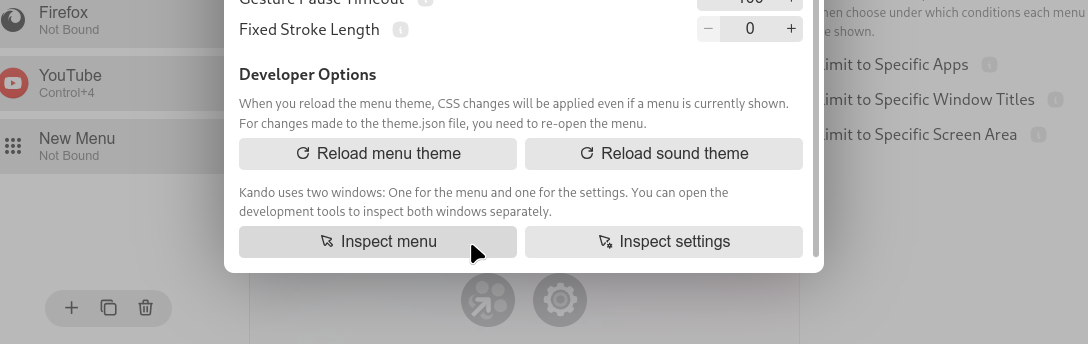 Firefox
Not Bound
YouTube
Control+4
New Menu
Not Bound
Gesture Pause Timeout
Fixed Stroke Length
0
Developer Options
When you reload the menu theme, CSS changes will be applied even if a menu is currently shown.
For changes made to the theme.json file, you need to re-open the menu.
Reload menu theme
Reload sound theme
Kando uses two windows: One for the menu and one for the settings. You can open the
development tools to inspect both windows separately.
Inspect menu
Inspect settings
choose under which conditions each menu
shown.
to Specific Apps
to Specific Window Titles
to Specific Screen Area